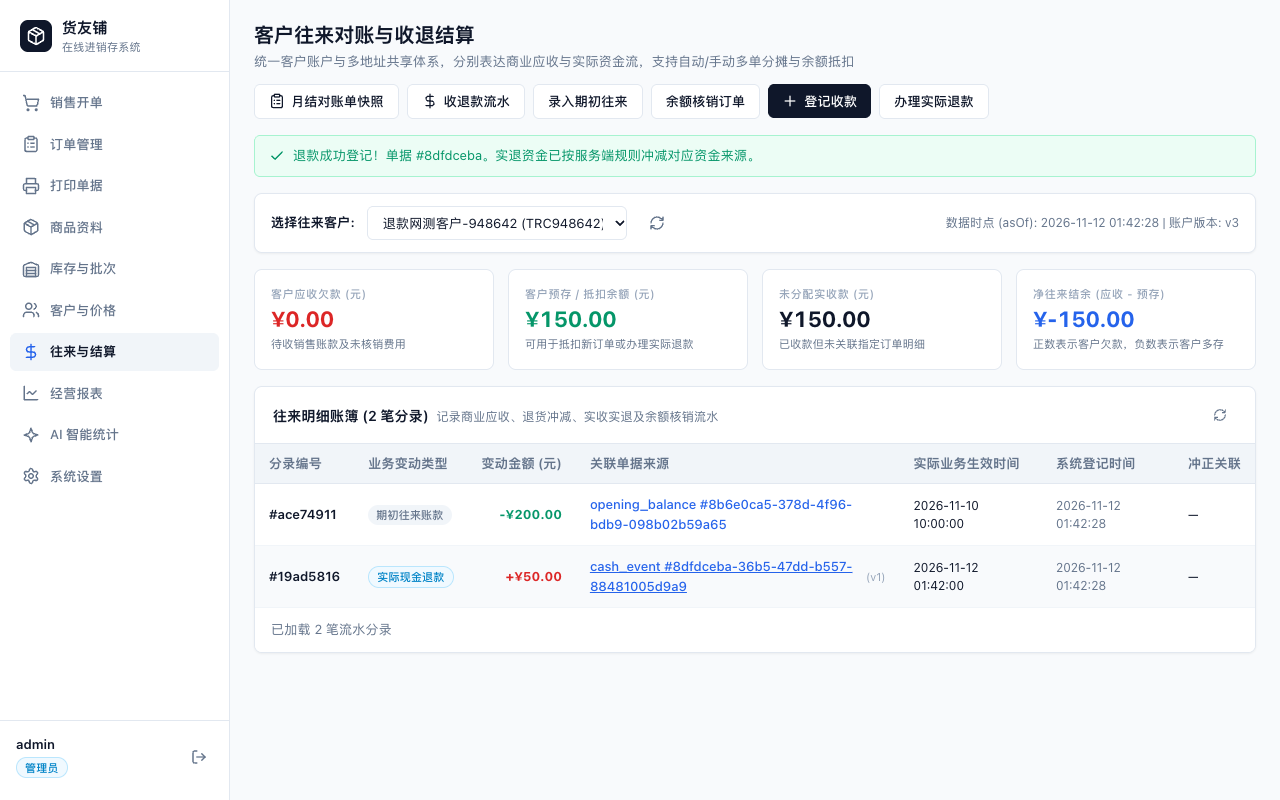 货友铺
在线进销存系统
销售开单
订单管理
打印单据
商品资料
库存与批次
客户与价格
往来与结算
经营报表
AI 智能统计
系统设置
admin
管理员
客户往来对账与收退结算
统一客户账户与多地址共享体系，分别表达商业应收与实际资金流，支持自动/手动多单分摊与余额抵扣
月结对账单快照
收退款流水
录入期初往来
余额核销订单
登记收款
办理实际退款
退款成功登记！单据 #8dfdceba。实退资金已按服务端规则冲减对应资金来源。
选择往来客户:
退款网测客户-948642 (TRC948642)
数据时点 (asOf): 2026-11-12 01:42:28 | 账户版本: v3
客户应收欠款 (元)
¥0.00
待收销售账款及未核销费用
客户预存 / 抵扣余额 (元)
¥150.00
可用于抵扣新订单或办理实际退款
未分配实收款 (元)
¥150.00
已收款但未关联指定订单明细
净往来结余 (应收 - 预存)
¥-150.00
正数表示客户欠款，负数表示客户多存
往来明细账簿 (2 笔分录) 记录商业应收、退货冲减、实收实退及余额核销流水
分录编号 业务变动类型 变动金额 (元) 关联单据来源 实际业务生效时间 系统登记时间 冲正关联
#ace74911 期初往来账款 -¥200.00 opening_balance #8b6e0ca5-378d-4f96-
bdb9-098b02b59a65
2026-11-10
10:00:00
2026-11-12
01:42:28
—
#19ad5816 实际现金退款 +¥50.00 cash_event #8dfdceba-36b5-47dd-b557-
88481005d9a9
(v1)
2026-11-12
01:42:00
2026-11-12
01:42:28
—
已加载 2 笔流水分录